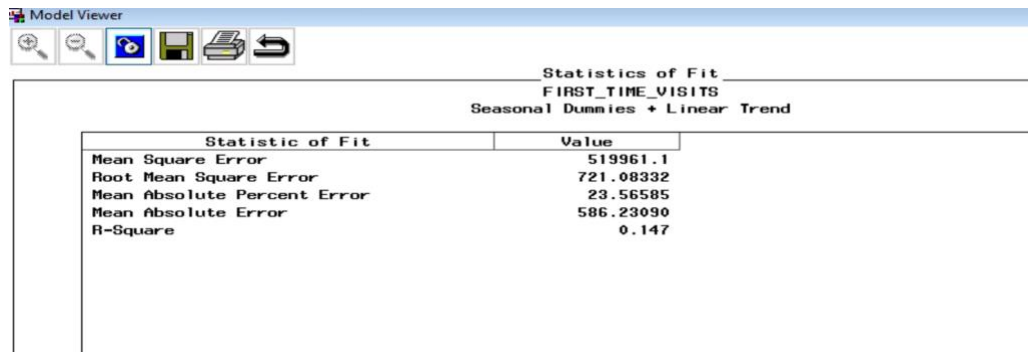 Model Viewer
Statistics of Fit
FIRST_TIME_VISITS
Seasonal Dummies + Linear Trend
Statistic of Fit Value
Mean Square Error 519961.1
Root Mean Square Error 721.08332
Mean Absolute Percent Error 23.56585
Mean Absolute Error 586.23090
R-Square 0.147